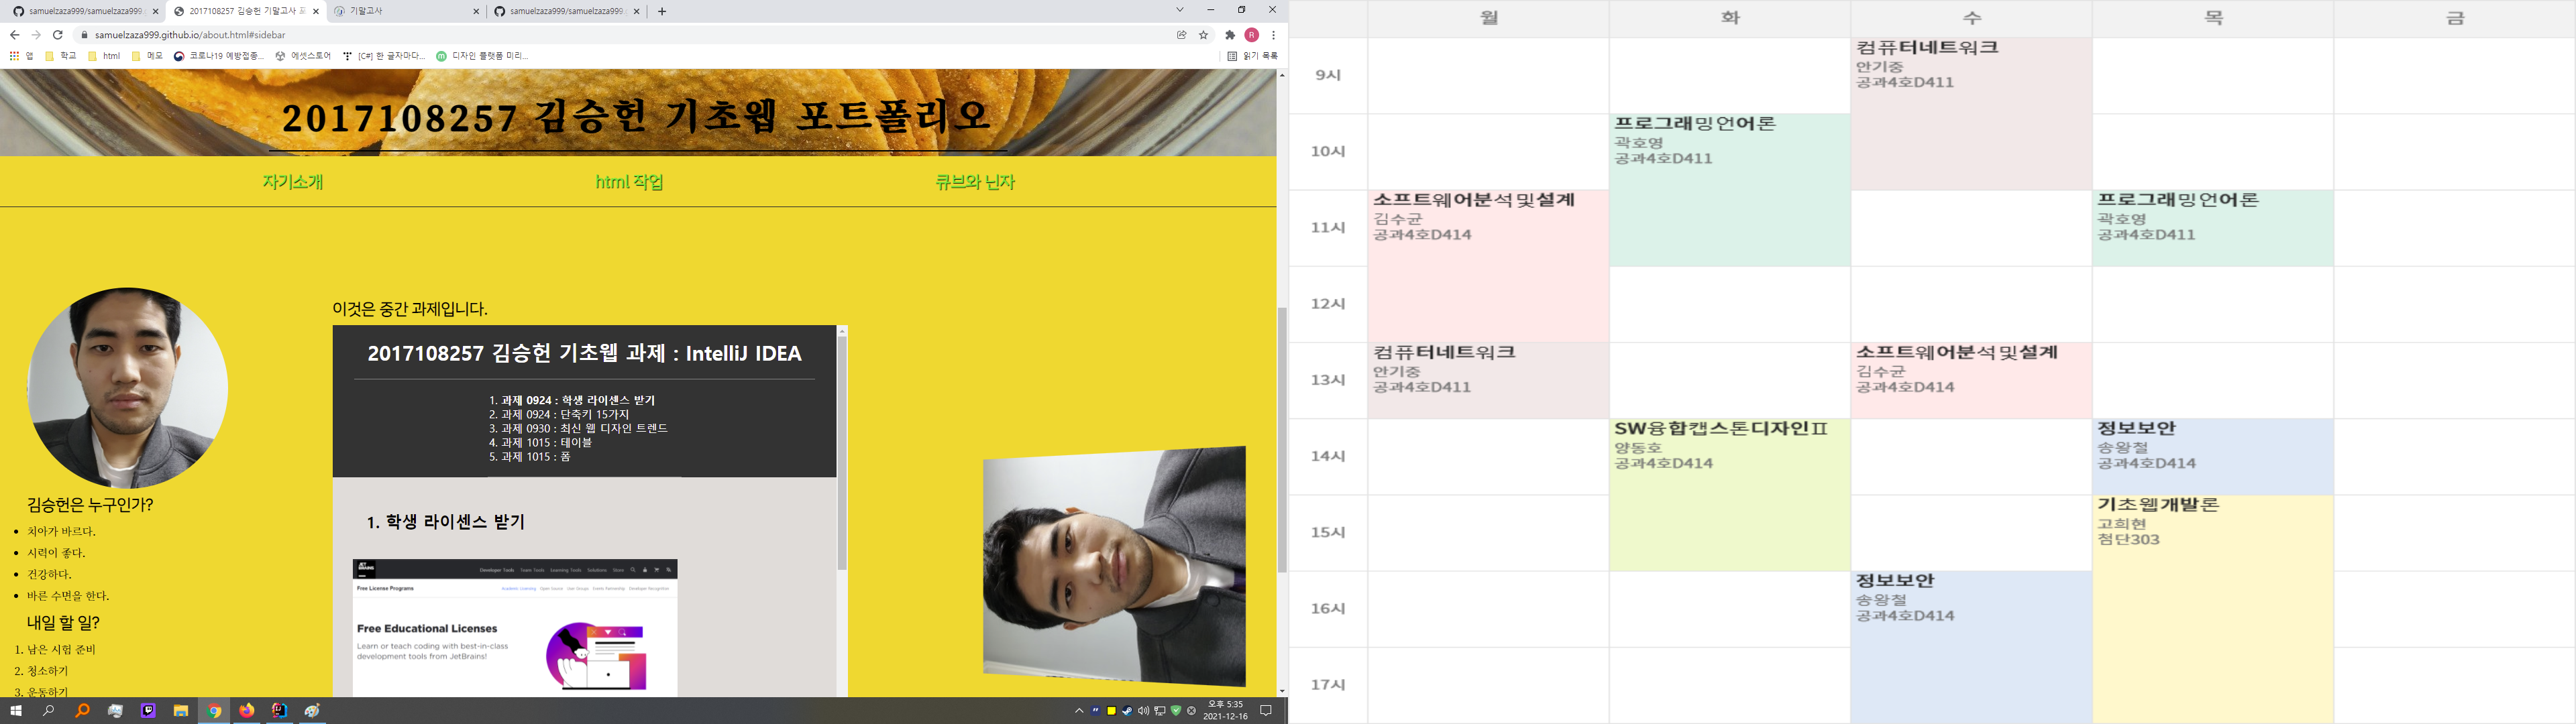 samuelzaza999/samuelzaza999.
2017108257 김승헌 기말고사 포
기말고사
samuelzaza999/samuelzaza999.
samuelzaza999.github.io/about.html#sidebar
앱
학교
html
메모
코로나19 예방접종...
에셋스토어
[C#] 한 글자마다...
디자인 플랫폼 미리...
읽기 목록
2017108257 김승헌 기초웹 포트폴리오
자기소개
html 작업
큐브와 닌자
김승헌은 누구인가?
치아가 바르다.
시력이 좋다.
건강하다.
바른 수면을 한다.
내일 할 일?
1. 남은 시험 준비
2. 청소하기
3. 운동하기
이것은 중간 과제입니다.
2017108257 김승헌 기초웹 과제 : IntelliJ IDEA
1. 과제 0924 : 학생 라이센스 받기
2. 과제 0924 : 단축키 15가지
3. 과제 0930 : 최신 웹 디자인 트렌드
4. 과제 1015 : 테이블
5. 과제 1015 : 폼
1. 학생 라이센스 받기
JET BRAINS
Developer Tools Team Tools Learning Tools Solutions Store
Free License Programs
Academic Licensing Open Source User Groups Events Partnership Developer Recognition
Free Educational Licenses
Learn or teach coding with best-in-class
development tools from JetBrains!
오후 5:35
2021-12-16
월 화 수 목 금
9시
컴퓨터네트워크
안기중
공과4호D411
10시
프로그래밍언어론
곽호영
공과4호D411
11시
소프트웨어분석및설계
김수균
공과4호D414
프로그래밍언어론
곽호영
공과4호D411
12시
13시
컴퓨터네트워크
안기중
공과4호D411
소프트웨어분석및설계
김수균
공과4호D414
14시
SW융합캡스톤디자인Ⅱ
양동호
공과4호D414
정보보안
송왕철
공과4호D414
15시
기초웹개발론
고희현
첨단303
16시
정보보안
송왕철
공과4호D414
17시